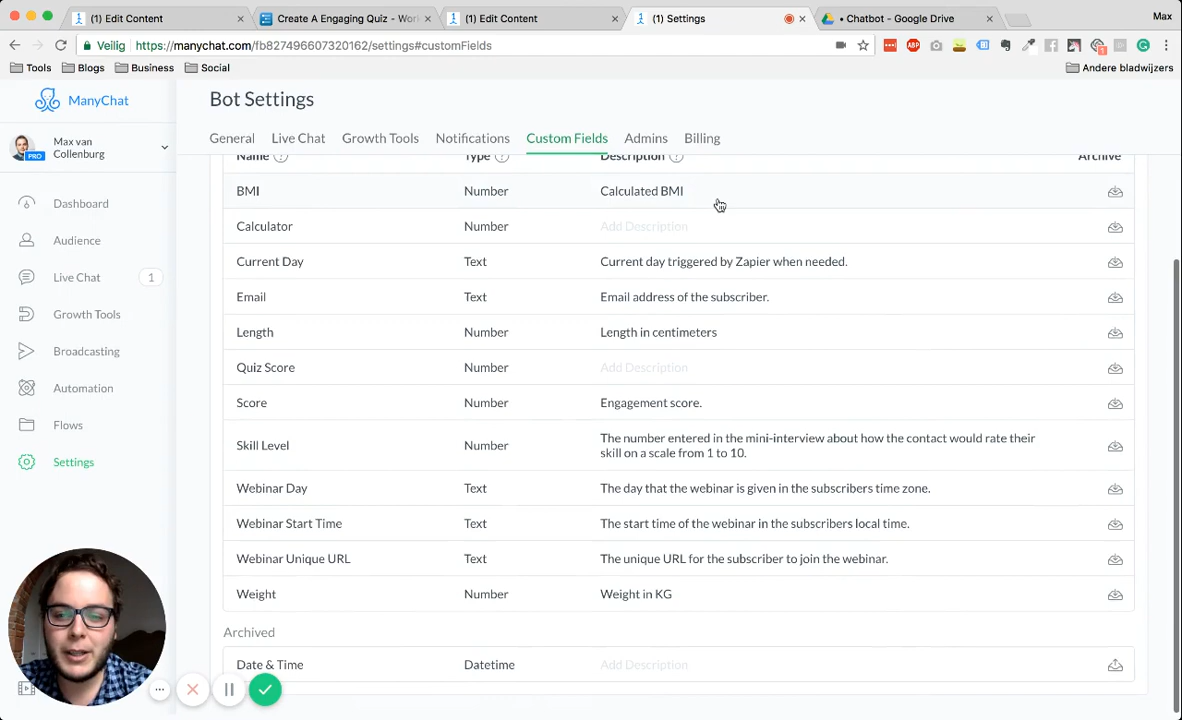 (1) Edit Content
Create A Engaging Quiz - Worl
(1) Edit Content
(1) Settings
• Chatbot - Google Drive
Max
Veilig
https://manychat.com/fb827496607320162/settings#customFields
Tools
Blogs
Business
Social
Andere bladwijzers
ManyChat
Bot Settings
Max van
Collenburg
PRO
General
Live Chat
Growth Tools
Notifications
Custom Fields
Admins
Billing
Dashboard
Audience
Live Chat
1
Growth Tools
Broadcasting
Automation
Flows
Settings
Name ?
Type ?
Description ?
Archive
BMI Number Calculated BMI
Calculator Number Add Description
Current Day Text Current day triggered by Zapier when needed.
Email Text Email address of the subscriber.
Length Number Length in centimeters
Quiz Score Number Add Description
Score Number Engagement score.
Skill Level Number The number entered in the mini-interview about how the contact would rate their
skill on a scale from 1 to 10.
Webinar Day Text The day that the webinar is given in the subscribers time zone.
Webinar Start Time Text The start time of the webinar in the subscribers local time.
Webinar Unique URL Text The unique URL for the subscriber to join the webinar.
Weight Number Weight in KG
Archived
Date & Time Datetime Add Description